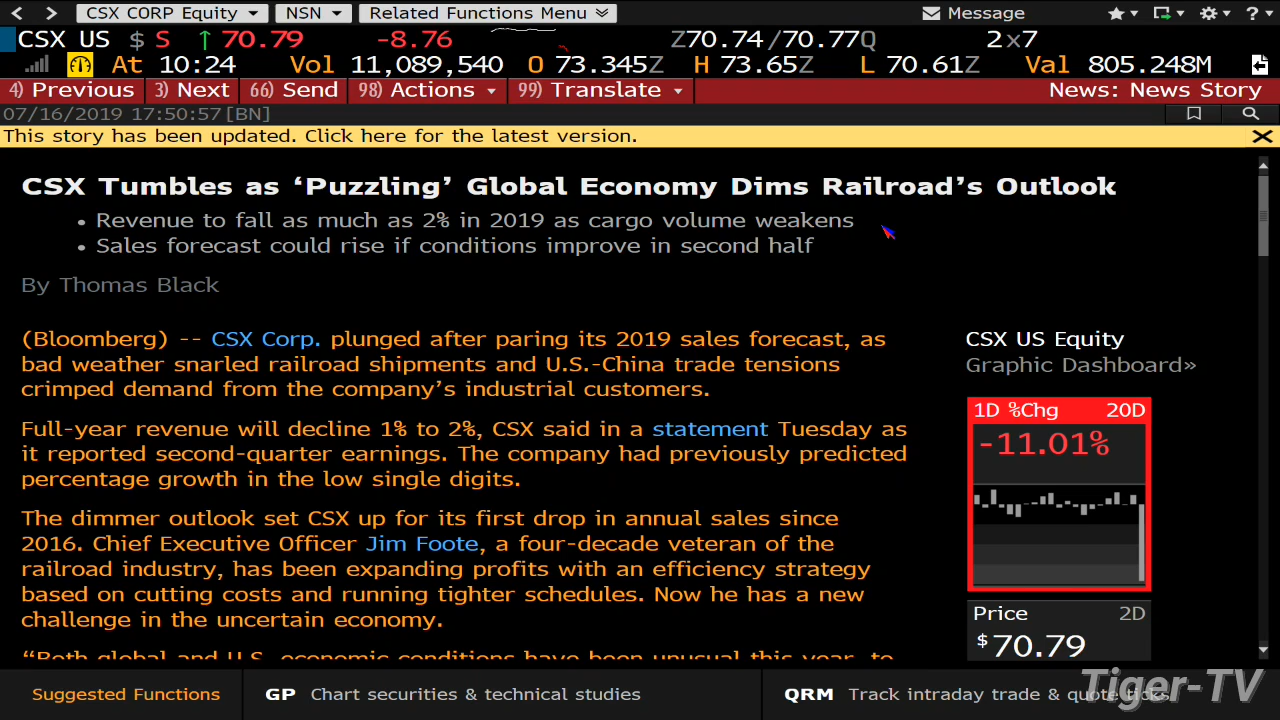 CSX CORP Equity NSN Related Functions Menu Message ?
CSX US $ S ↑ 70.79 -8.76 Z70.74/70.77Q 2x7
At 10:24 Vol 11,089,540 O 73.345Z H 73.65Z L 70.61Z Val 805.248M
4) Previous 3) Next 66) Send 98) Actions 99) Translate News: News Story
07/16/2019 17:50:57 [BN]
This story has been updated. Click here for the latest version.
CSX Tumbles as ‘Puzzling’ Global Economy Dims Railroad’s Outlook
• Revenue to fall as much as 2% in 2019 as cargo volume weakens
• Sales forecast could rise if conditions improve in second half
By Thomas Black
(Bloomberg) -- CSX Corp. plunged after paring its 2019 sales forecast, as
bad weather snarled railroad shipments and U.S.-China trade tensions
crimped demand from the company’s industrial customers.
Full-year revenue will decline 1% to 2%, CSX said in a statement Tuesday as
it reported second-quarter earnings. The company had previously predicted
percentage growth in the low single digits.
The dimmer outlook set CSX up for its first drop in annual sales since
2016. Chief Executive Officer Jim Foote, a four-decade veteran of the
railroad industry, has been expanding profits with an efficiency strategy
based on cutting costs and running tighter schedules. Now he has a new
challenge in the uncertain economy.
“Both global and U.S. economic conditions have been unusual this year, to
CSX US Equity
Graphic Dashboard»
1D %Chg 20D
-11.01%
Price 2D
$70.79
Suggested Functions GP Chart securities & technical studies QRM Track intraday trade & quote ticks
Tiger-TV